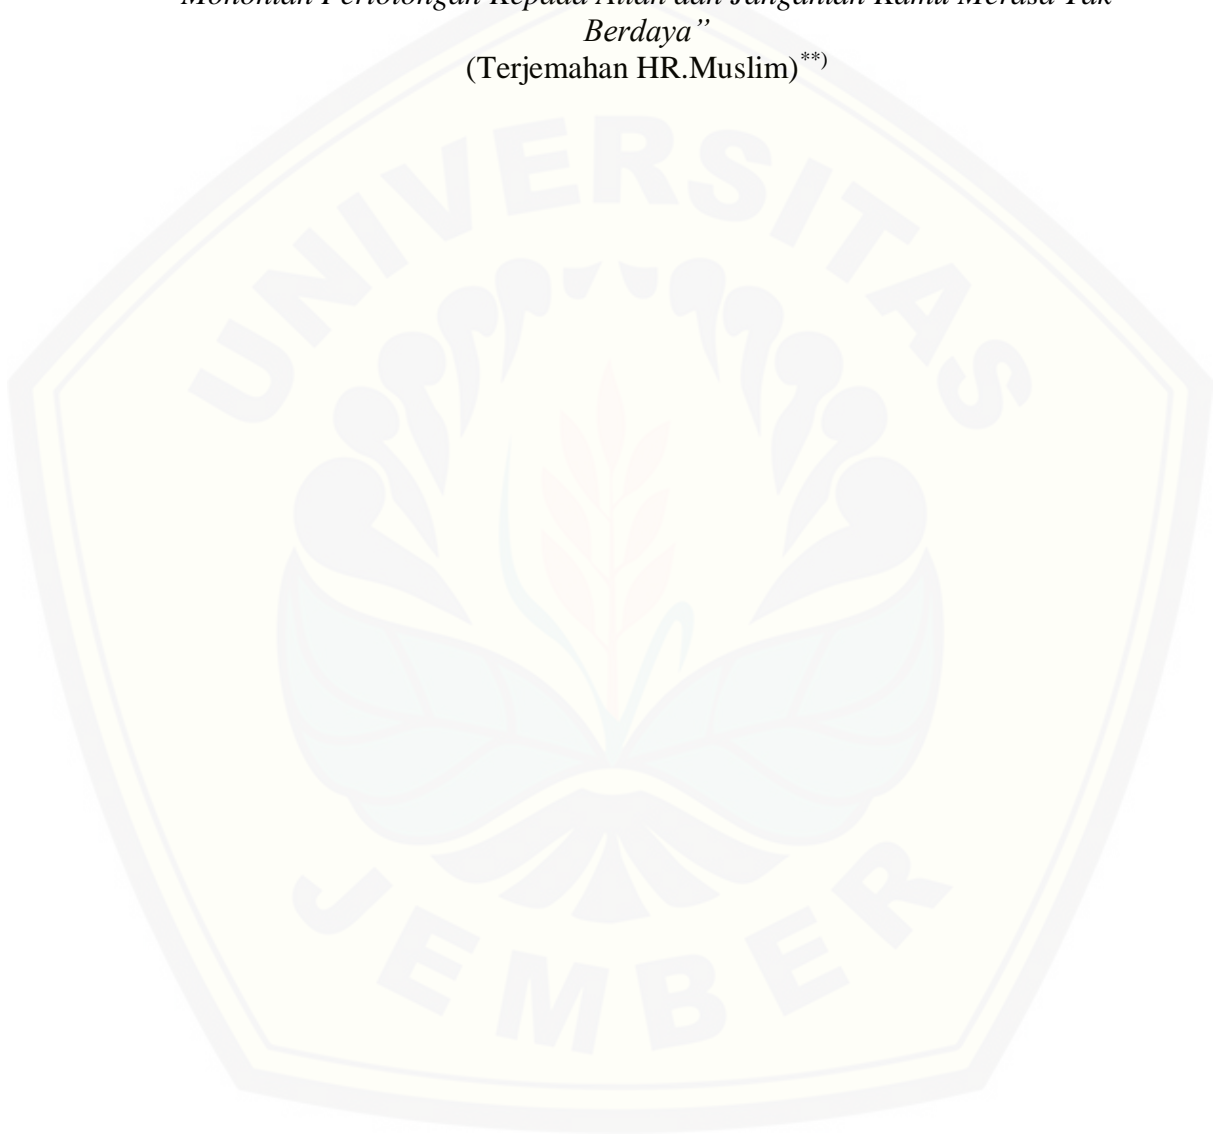 Mohonlah Pertolongan Kepada Allah dan Janganlah Kamu Merasa Tak
Berdaya”
(Terjemahan HR.Muslim)**)
UNIVERSITAS
JEMBER